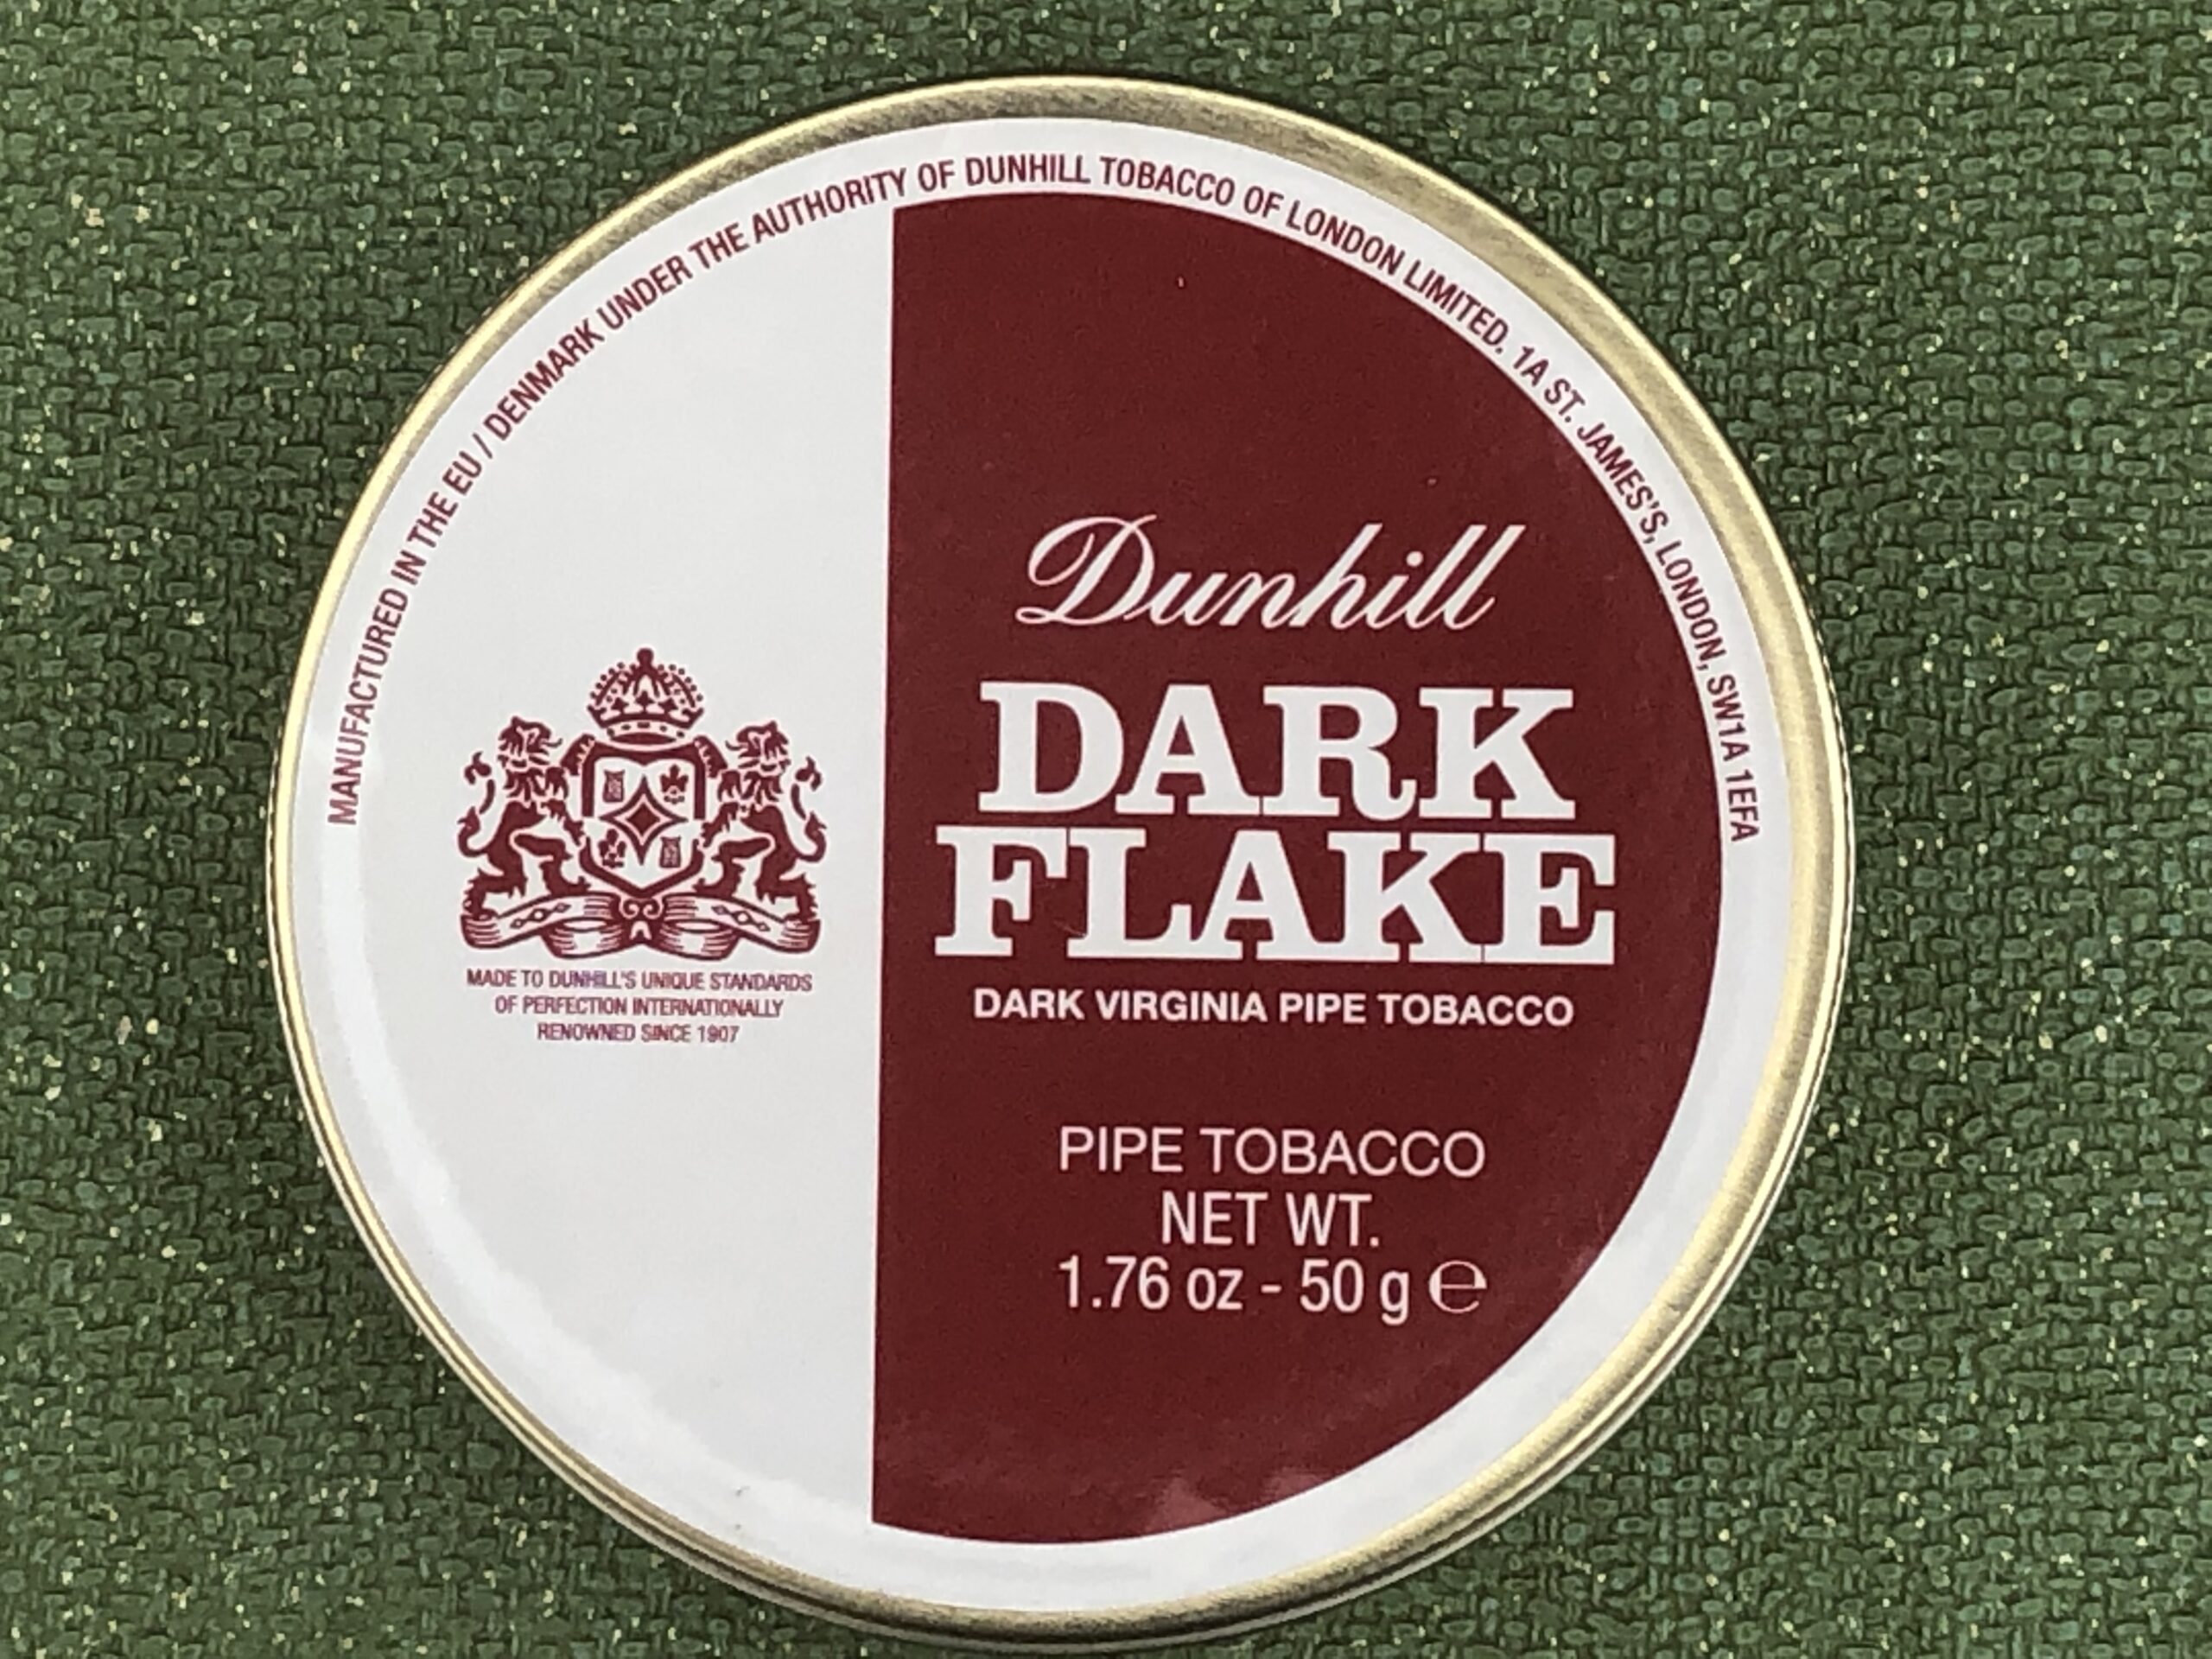 MANUFACTURED IN THE EU / DENMARK UNDER THE AUTHORITY OF DUNHILL TOBACCO OF LONDON LIMITED. 1A ST. JAMES'S, LONDON, SW1A 1EFA
Dunhill
DARK
FLAKE
DARK VIRGINIA PIPE TOBACCO
MADE TO DUNHILL'S UNIQUE STANDARDS
OF PERFECTION INTERNATIONALLY
RENOWNED SINCE 1907
PIPE TOBACCO
NET WT.
1.76 oz - 50 g ℮